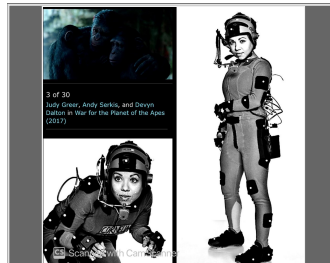 3 of 30
Judy Greer, Andy Serkis, and Devyn
Dalton in War for the Planet of the Apes
(2017)
CS Scanned with CamScanner